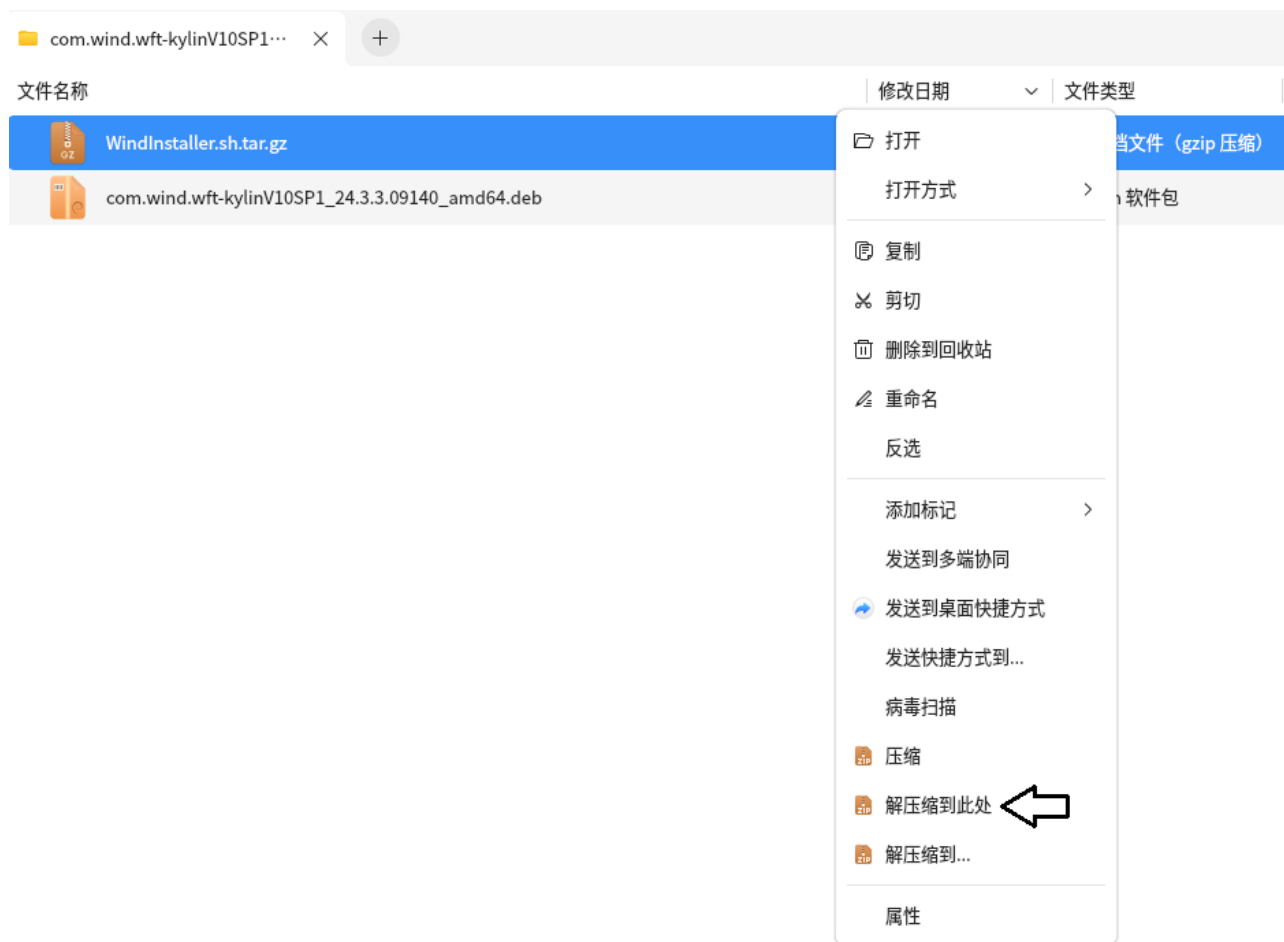 com.wind.wft-kylinV10SP1…
文件名称 修改日期 文件类型
WindInstaller.sh.tar.gz 档文件（gzip 压缩）
com.wind.wft-kylinV10SP1_24.3.3.09140_amd64.deb 软件包
打开
打开方式
复制
剪切
删除到回收站
重命名
反选
添加标记
发送到多端协同
发送到桌面快捷方式
发送快捷方式到...
病毒扫描
压缩
解压缩到此处
解压缩到...
属性